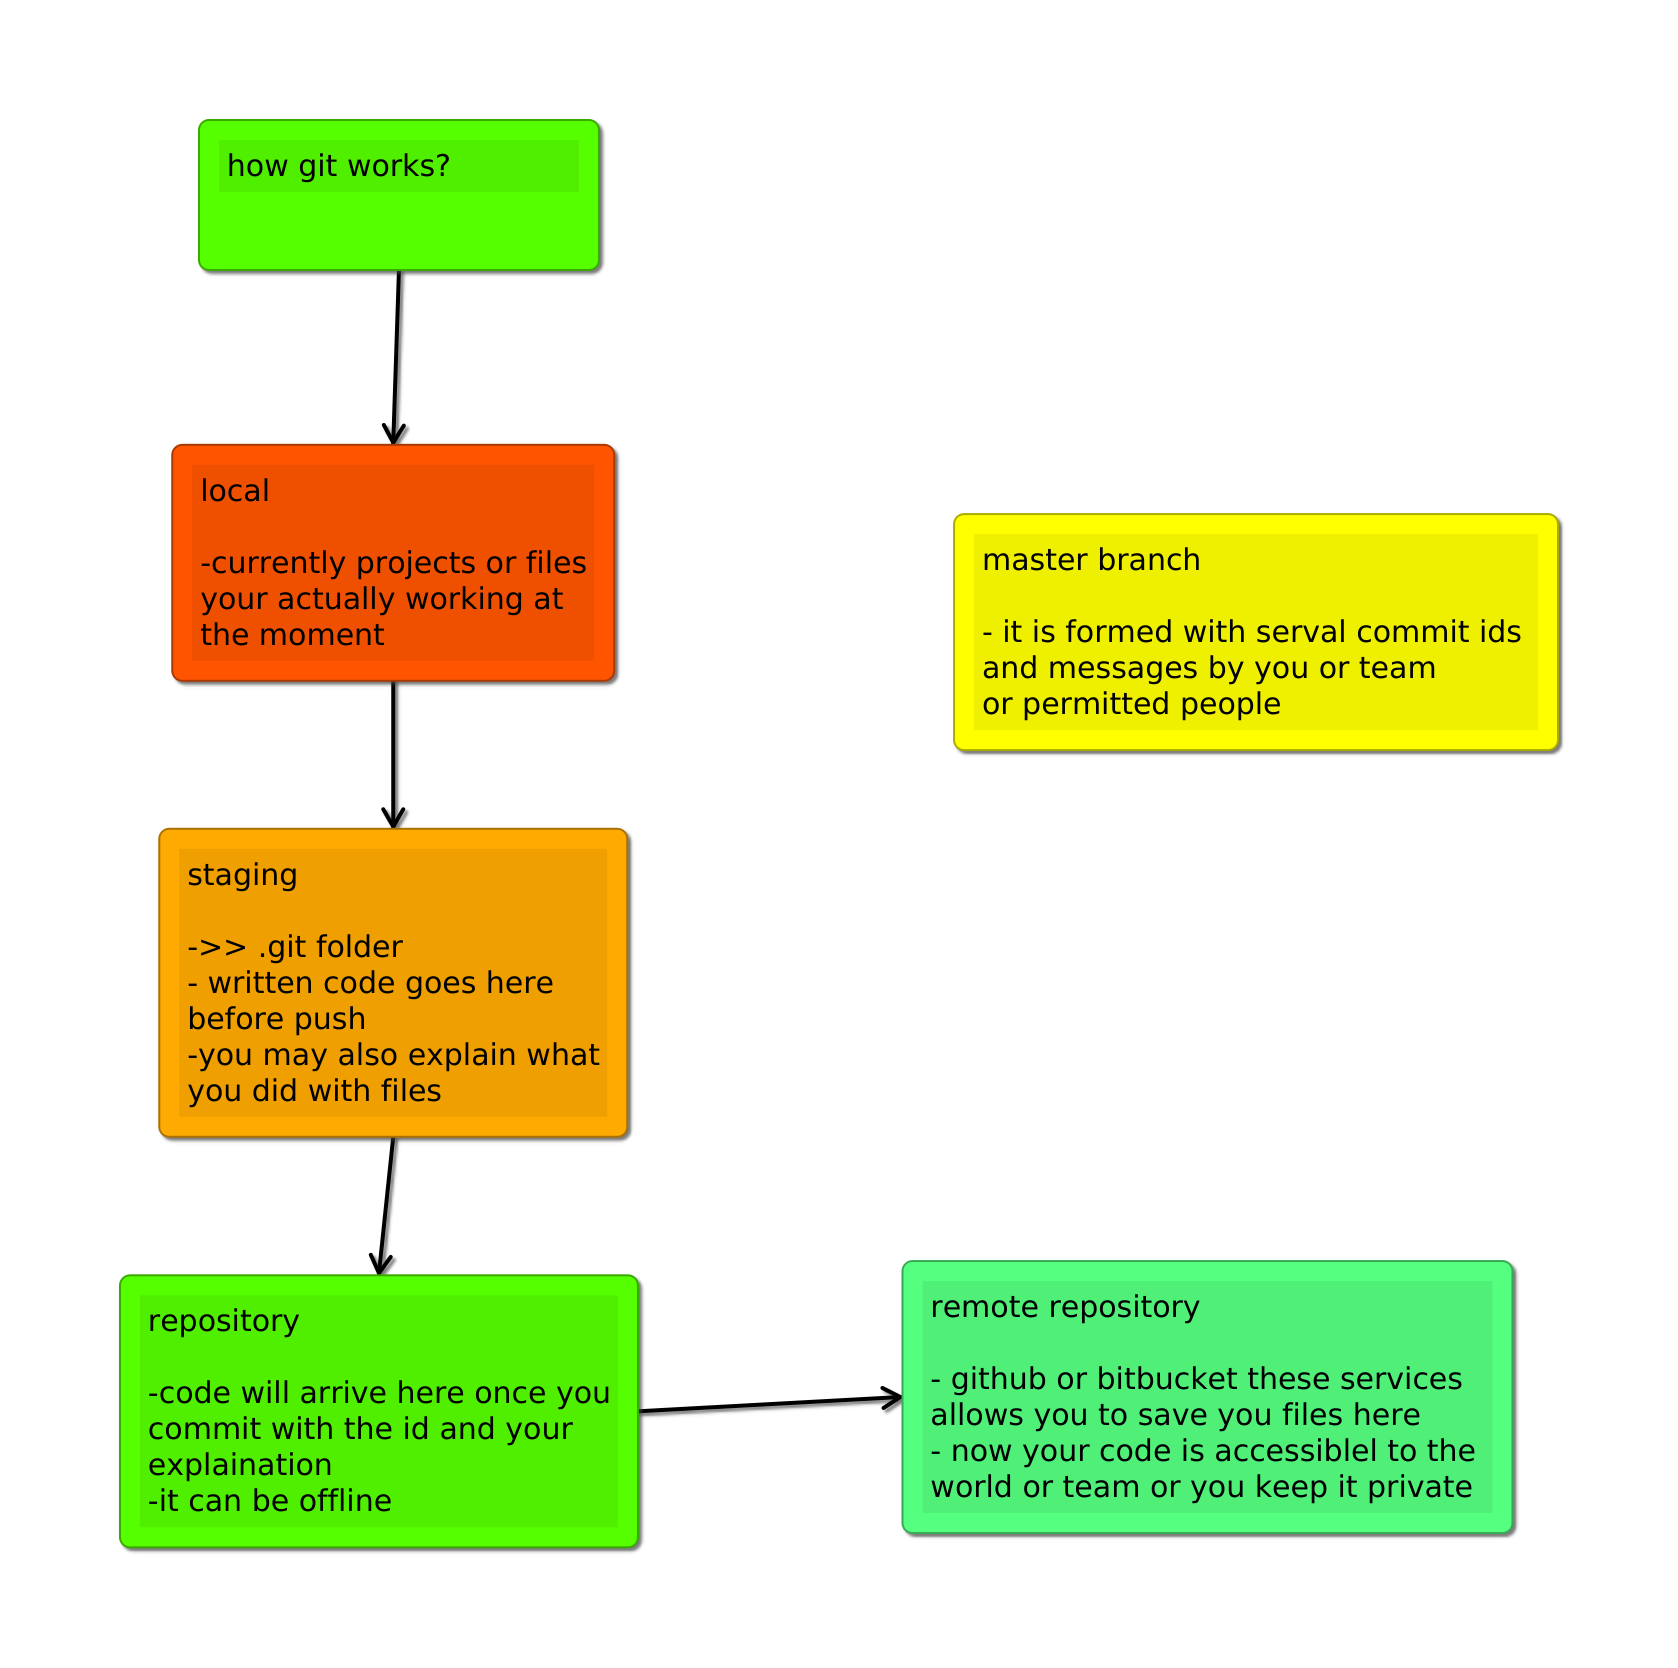 how git works?
local
-currently projects or files
your actually working at
the moment
master branch
- it is formed with serval commit ids
and messages by you or team
or permitted people
staging
->> .git folder
- written code goes here
before push
-you may also explain what
you did with files
repository
-code will arrive here once you
commit with the id and your
explaination
-it can be offline
remote repository
- github or bitbucket these services
allows you to save you files here
- now your code is accessiblel to the
world or team or you keep it private